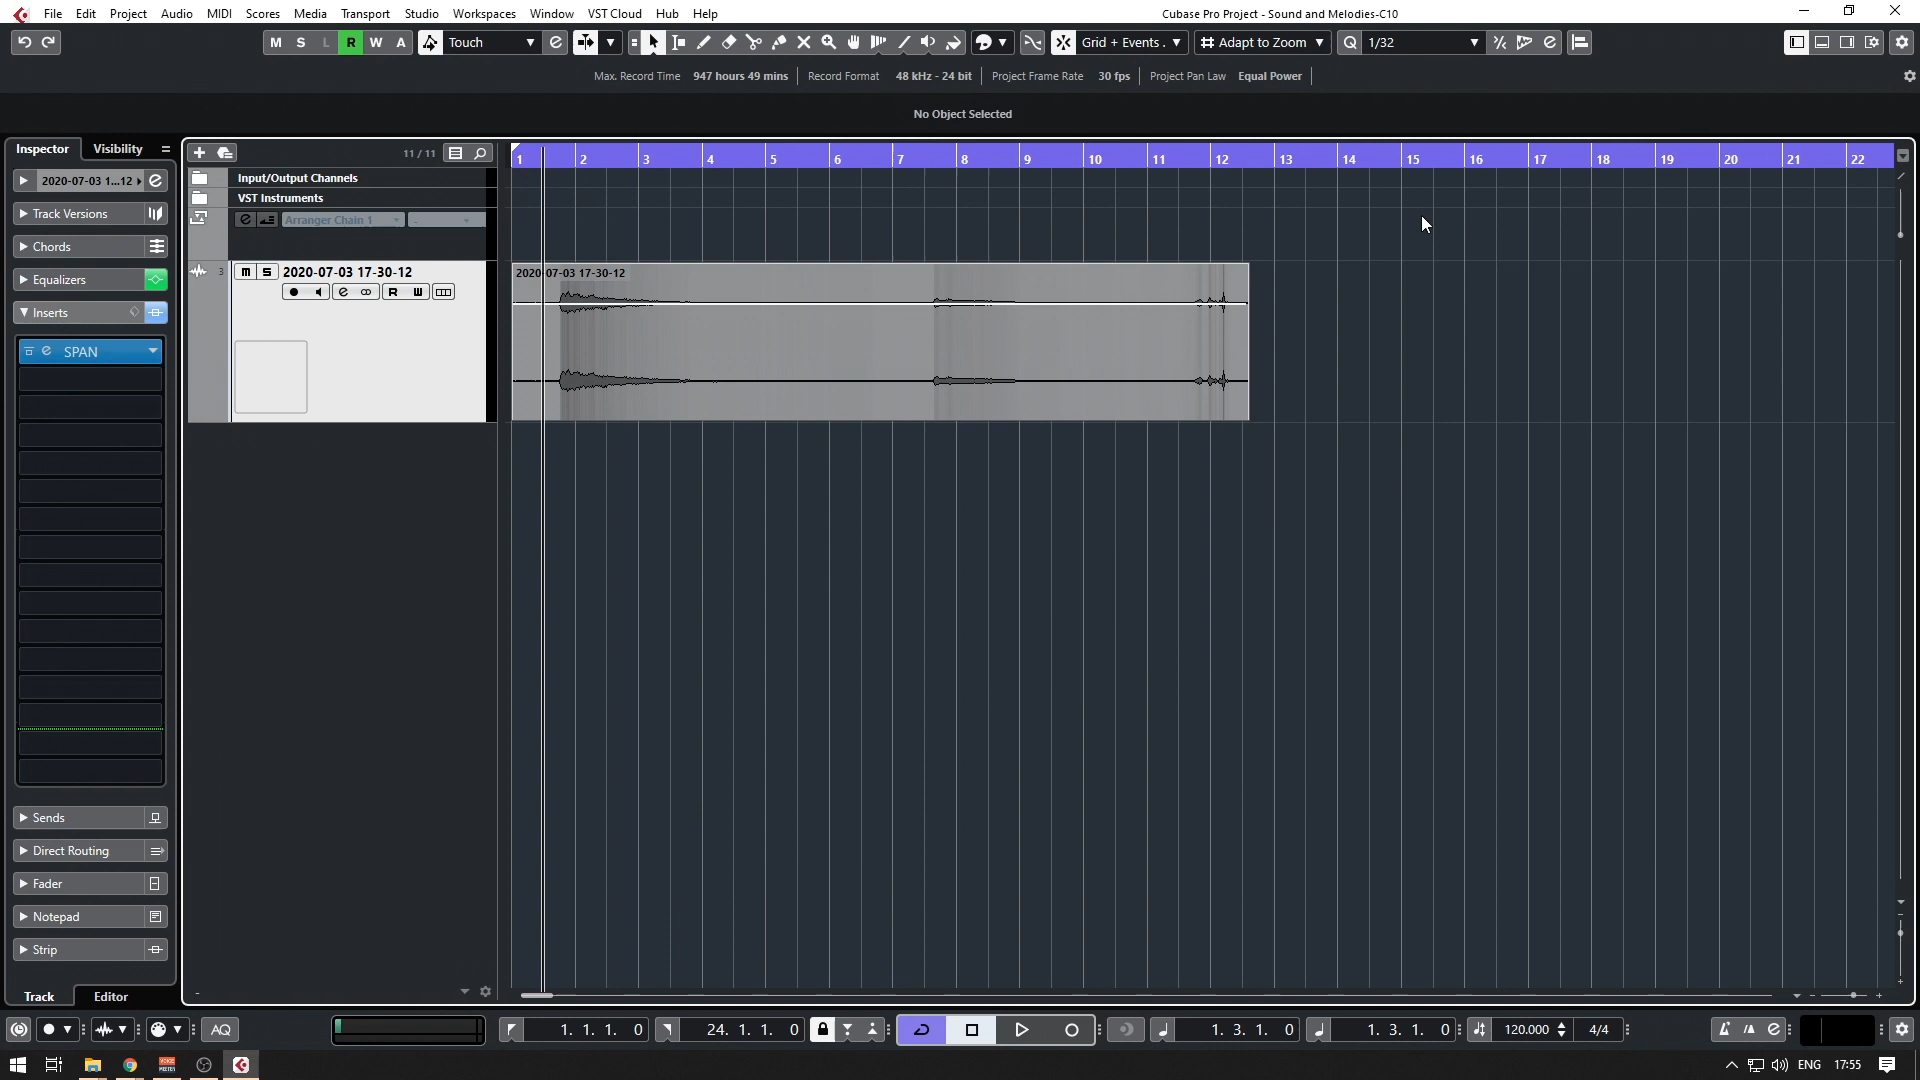 File Edit Project Audio MIDI Scores Media Transport Studio Workspaces Window VST Cloud Hub Help Cubase Pro Project - Sound and Melodies-C10
M S L R W A Touch Grid + Events . Adapt to Zoom Q 1/32
Max. Record Time 947 hours 49 mins Record Format 48 kHz - 24 bit Project Frame Rate 30 fps Project Pan Law Equal Power
No Object Selected
Inspector Visibility 11 / 11 1 2 3 4 5 6 7 8 9 10 11 12 13 14 15 16 17 18 19 20 21 22
2020-07-03 1...12 Input/Output Channels
VST Instruments
Track Versions Arranger Chain 1
Chords
3 M S 2020-07-03 17-30-12 2020-07-03 17-30-12
Equalizers R W
Inserts
SPAN
Sends
Direct Routing
Fader
Notepad
Strip
Track Editor
AQ 1. 1. 1. 0 24. 1. 1. 0 1. 3. 1. 0 1. 3. 1. 0 120.000 4/4
ENG 17:55